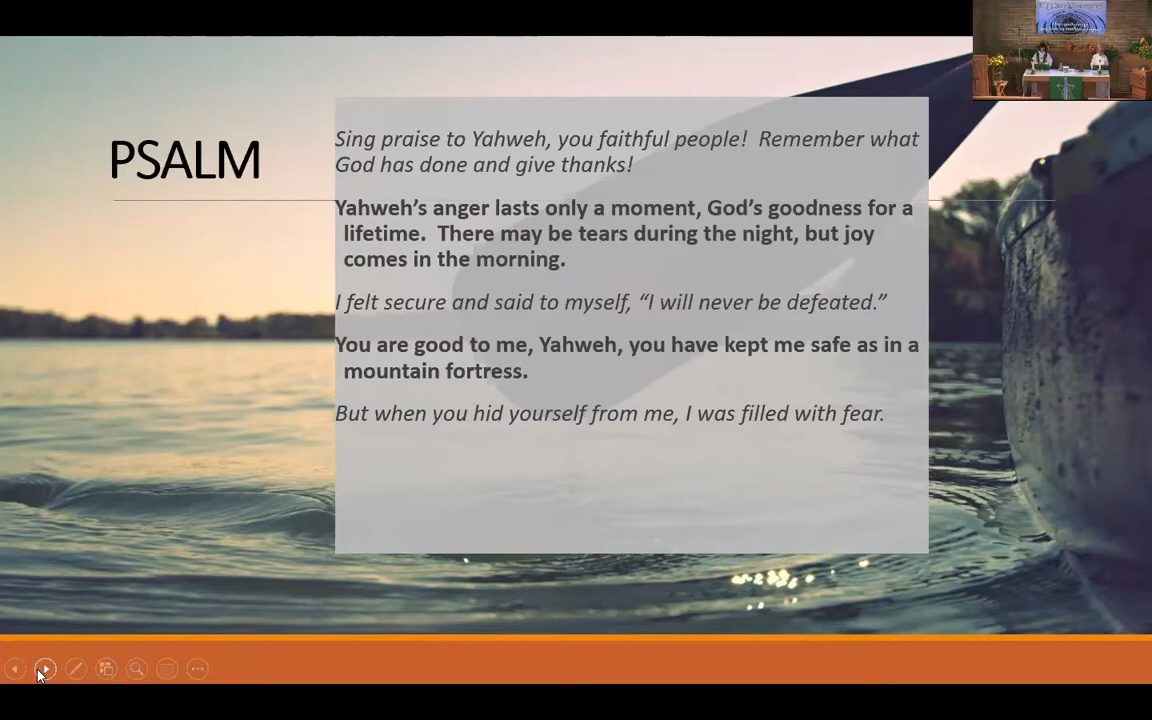 PSALM
Sing praise to Yahweh, you faithful people!  Remember what
God has done and give thanks!
Yahweh’s anger lasts only a moment, God’s goodness for a
lifetime.  There may be tears during the night, but joy
comes in the morning.
I felt secure and said to myself, “I will never be defeated.”
You are good to me, Yahweh, you have kept me safe as in a
mountain fortress.
But when you hid yourself from me, I was filled with fear.